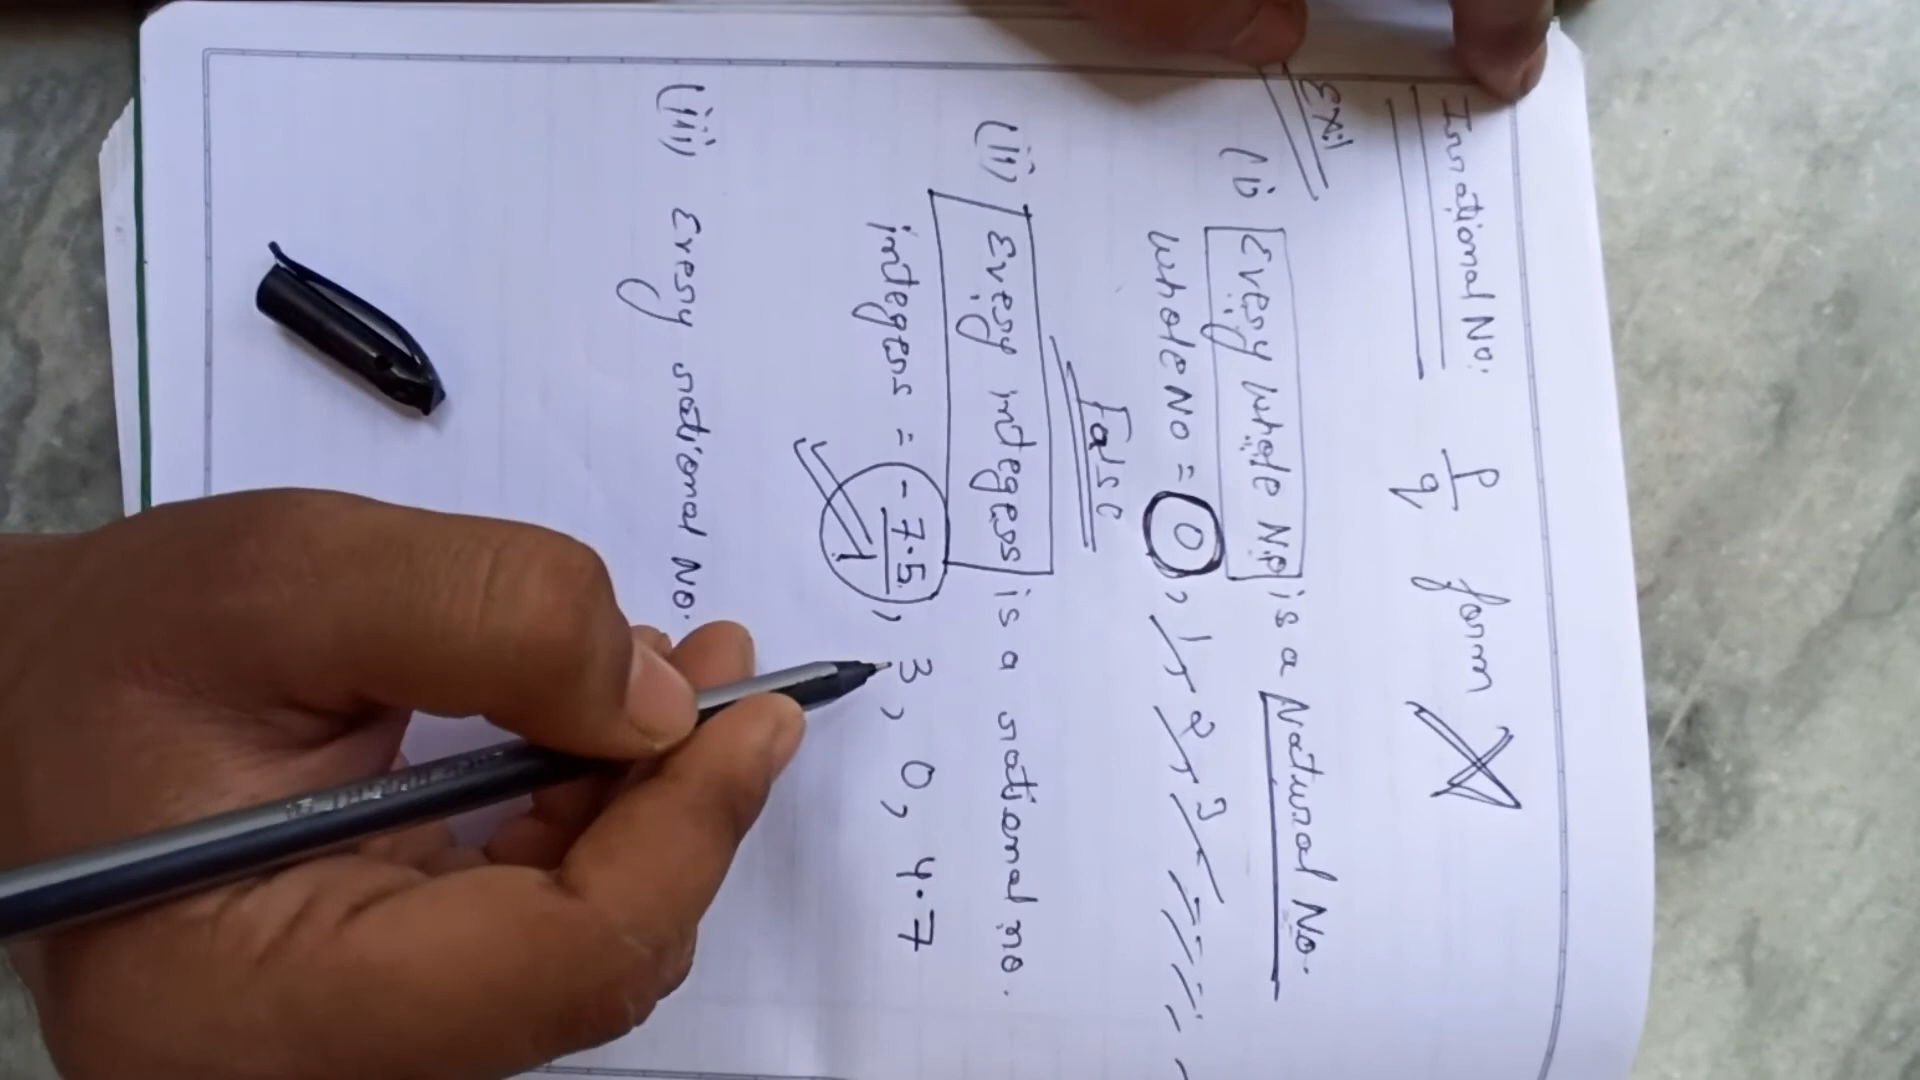 Irrational No: p/q form
Ex:1
(i) Every whole No is a Natural No.
whole No = 0, 1, 2, 3
False
(ii) Every integers is a rational no.
integers = -7.5, 3, 0, 4.7
1
(iii) Every rational No.